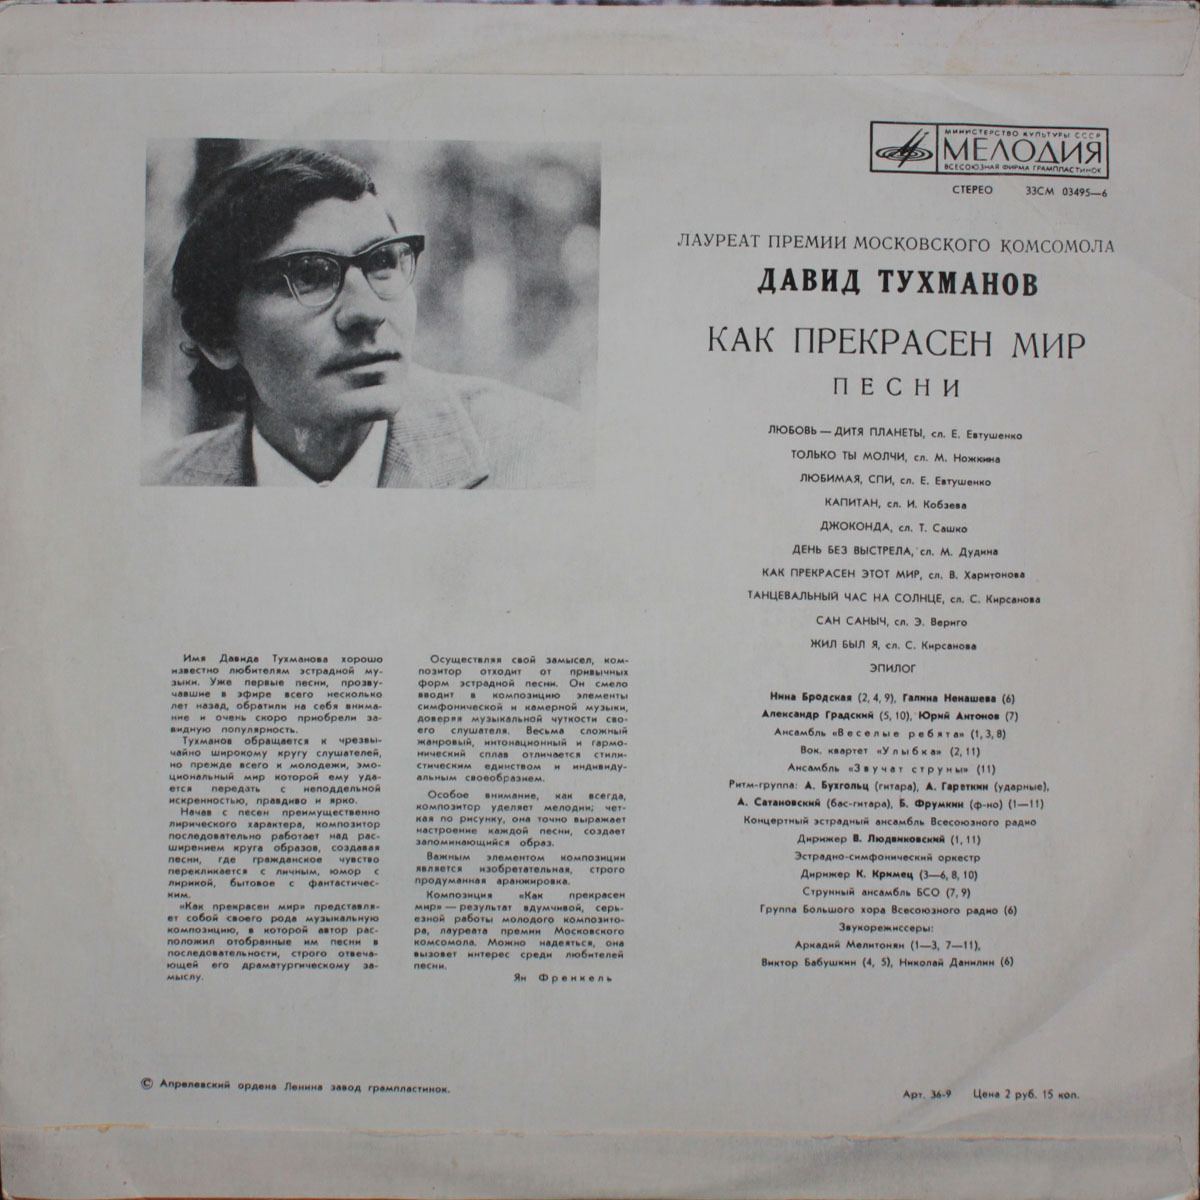 МИНИСТЕРСТВО КУЛЬТУРЫ СССР
МЕЛОДИЯ
ВСЕСОЮЗНАЯ ФИРМА ГРАМПЛАСТИНОК
СТЕРЕО 33СМ 03495—6
ЛАУРЕАТ ПРЕМИИ МОСКОВСКОГО КОМСОМОЛА
ДАВИД ТУХМАНОВ
КАК ПРЕКРАСЕН МИР
ПЕСНИ
ЛЮБОВЬ — ДИТЯ ПЛАНЕТЫ, сл. Е. Евтушенко
ТОЛЬКО ТЫ МОЛЧИ, сл. М. Ножкина
ЛЮБИМАЯ, СПИ, сл. Е. Евтушенко
КАПИТАН, сл. И. Кобзева
ДЖОКОНДА, сл. Т. Сашко
ДЕНЬ БЕЗ ВЫСТРЕЛА, сл. М. Дудина
КАК ПРЕКРАСЕН ЭТОТ МИР, сл. В. Харитонова
ТАНЦЕВАЛЬНЫЙ ЧАС НА СОЛНЦЕ, сл. С. Кирсанова
САН САНЫЧ, сл. Э. Вериго
ЖИЛ БЫЛ Я, сл. С. Кирсанова
ЭПИЛОГ
Нина Бродская (2, 4, 9), Галина Ненашева (6)
Александр Градский (5, 10), Юрий Антонов (7)
Ансамбль «Веселые ребята» (1, 3, 8)
Вок. квартет «Улыбка» (2, 11)
Ансамбль «Звучат струны» (11)
Ритм-группа: А. Бухгольц (гитара), А. Гареткин (ударные),
А. Сатановский (бас-гитара), Б. Фрумкин (ф-но) (1—11)
Концертный эстрадный ансамбль Всесоюзного радио
Дирижер В. Людвиковский (1, 11)
Эстрадно-симфонический оркестр
Дирижер К. Кримец (3—6, 8, 10)
Струнный ансамбль БСО (7, 9)
Группа Большого хора Всесоюзного радио (6)
Звукорежиссеры:
Аркадий Мелитонян (1—3, 7—11),
Виктор Бабушкин (4, 5), Николай Данилин (6)
Имя Давида Тухманова хорошо
известно любителям эстрадной му-
зыки. Уже первые песни, прозву-
чавшие в эфире всего несколько
лет назад, обратили на себя внима-
ние и очень скоро приобрели за-
видную популярность.
Тухманов обращается к чрезвы-
чайно широкому кругу слушателей,
но прежде всего к молодежи, эмо-
циональный мир которой ему уда-
ется передать с неподдельной
искренностью, правдиво и ярко.
Начав с песен преимущественно
лирического характера, композитор
последовательно работает над рас-
ширением круга образов, создавая
песни, где гражданское чувство
перекликается с личным, юмор с
лирикой, бытовое с фантастичес-
ким.
«Как прекрасен мир» представля-
ет собой своего рода музыкальную
композицию, в которой автор рас-
положил отобранные им песни в
последовательности, строго отвеча-
ющей его драматургическому за-
мыслу.
Осуществляя свой замысел, ком-
позитор отходит от привычных
форм эстрадной песни. Он смело
вводит в композицию элементы
симфонической и камерной музыки,
доверяя музыкальной чуткости сво-
его слушателя. Весьма сложный
жанровый, интонационный и гармо-
нический сплав отличается стили-
стическим единством и индивиду-
альным своеобразием.
Особое внимание, как всегда,
композитор уделяет мелодии; чет-
кая по рисунку, она точно выражает
настроение каждой песни, создает
запоминающийся образ.
Важным элементом композиции
является изобретательная, строго
продуманная аранжировка.
Композиция «Как прекрасен
мир» — результат вдумчивой, серь-
езной работы молодого композито-
ра, лауреата премии Московского
комсомола. Можно надеяться, она
вызовет интерес среди любителей
песни.
Ян Френкель
© Апрелевский ордена Ленина завод грампластинок.
Арт. 36-9 Цена 2 руб. 15 коп.